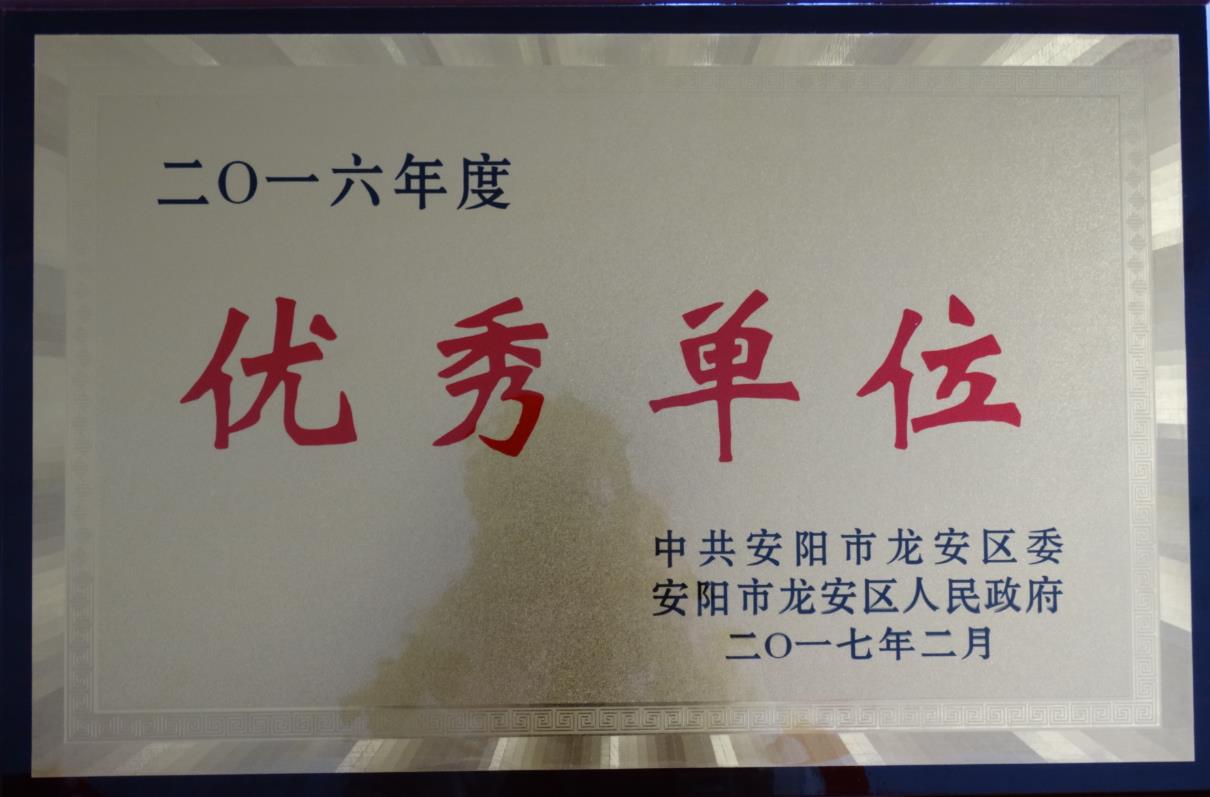 二〇一六年度
优秀单位
中共安阳市龙安区委
安阳市龙安区人民政府
二〇一七年二月